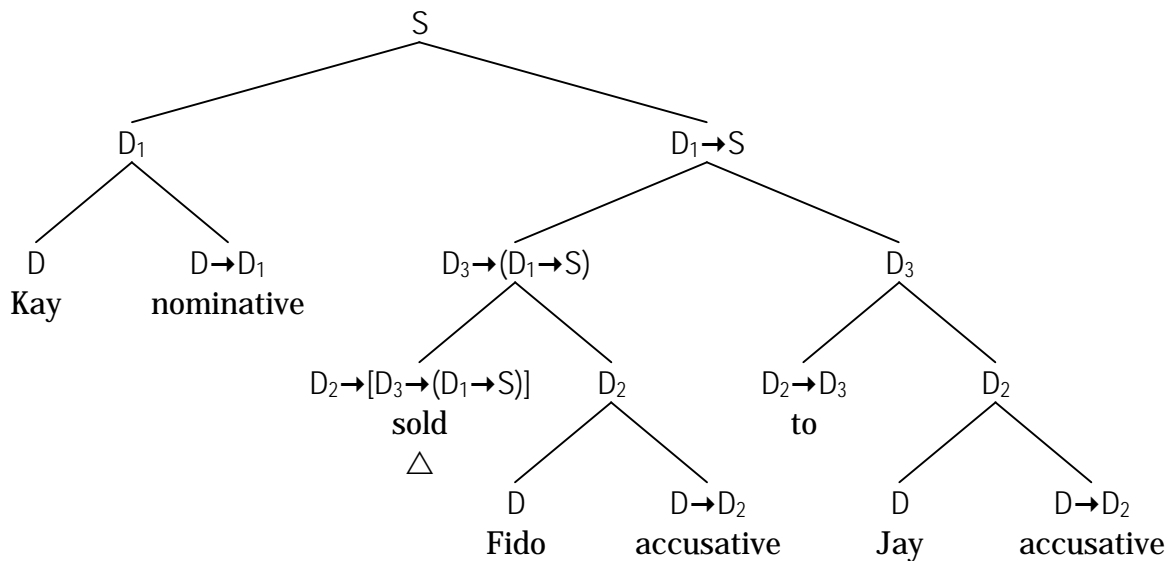 S
D₁ D₁→S
D D→D₁ D₃→(D₁→S) D₃
Kay nominative
D₂→[D₃→(D₁→S)] D₂ D₂→D₃ D₂
sold to
D D→D₂ D D→D₂
Fido accusative Jay accusative